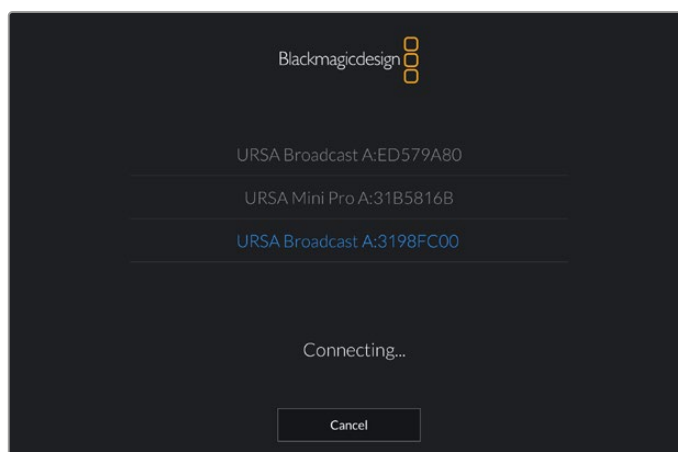 Blackmagicdesign
URSA Broadcast A:ED579A80
URSA Mini Pro A:31B5816B
URSA Broadcast A:3198FC00
Connecting...
Cancel